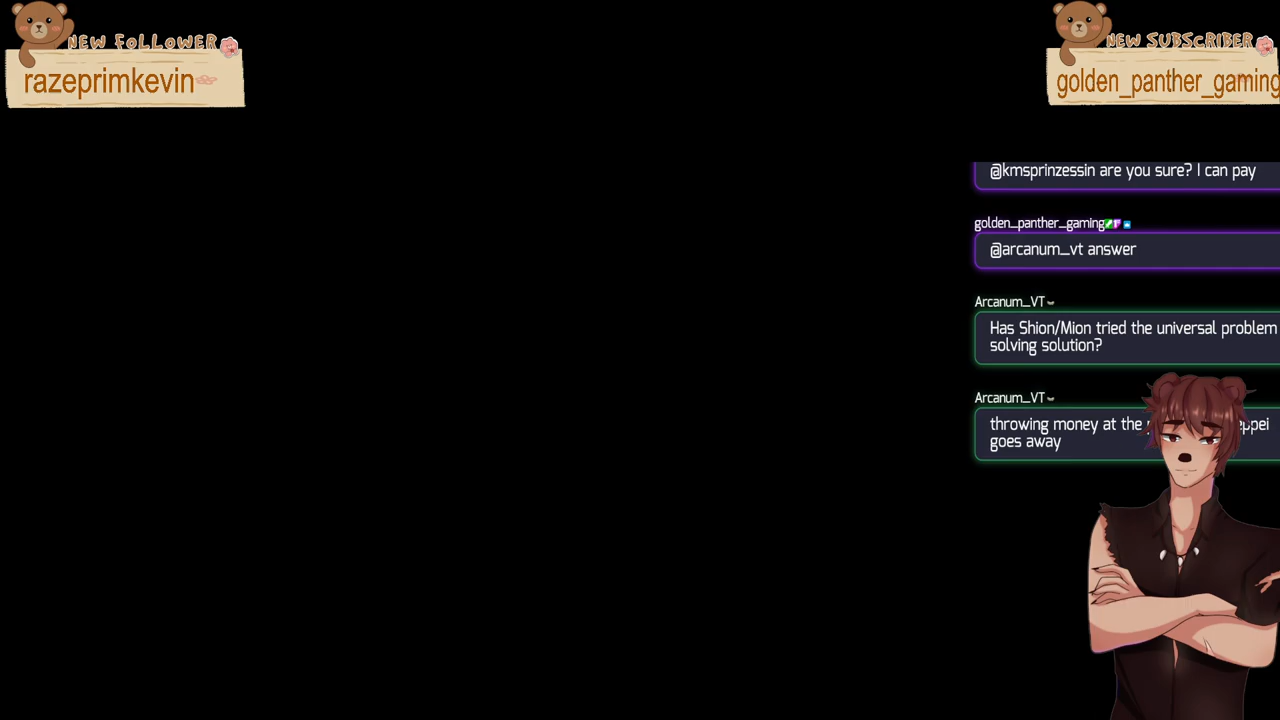 NEW FOLLOWER
razeprimkevin
NEW SUBSCRIBER
golden_panther_gaming
@kmsprinzessin are you sure? I can pay
golden_panther_gaming
@arcanum_vt answer
Arcanum_VT
Has Shion/Mion tried the universal problem
solving solution?
Arcanum_VT
throwing money at the
goes away